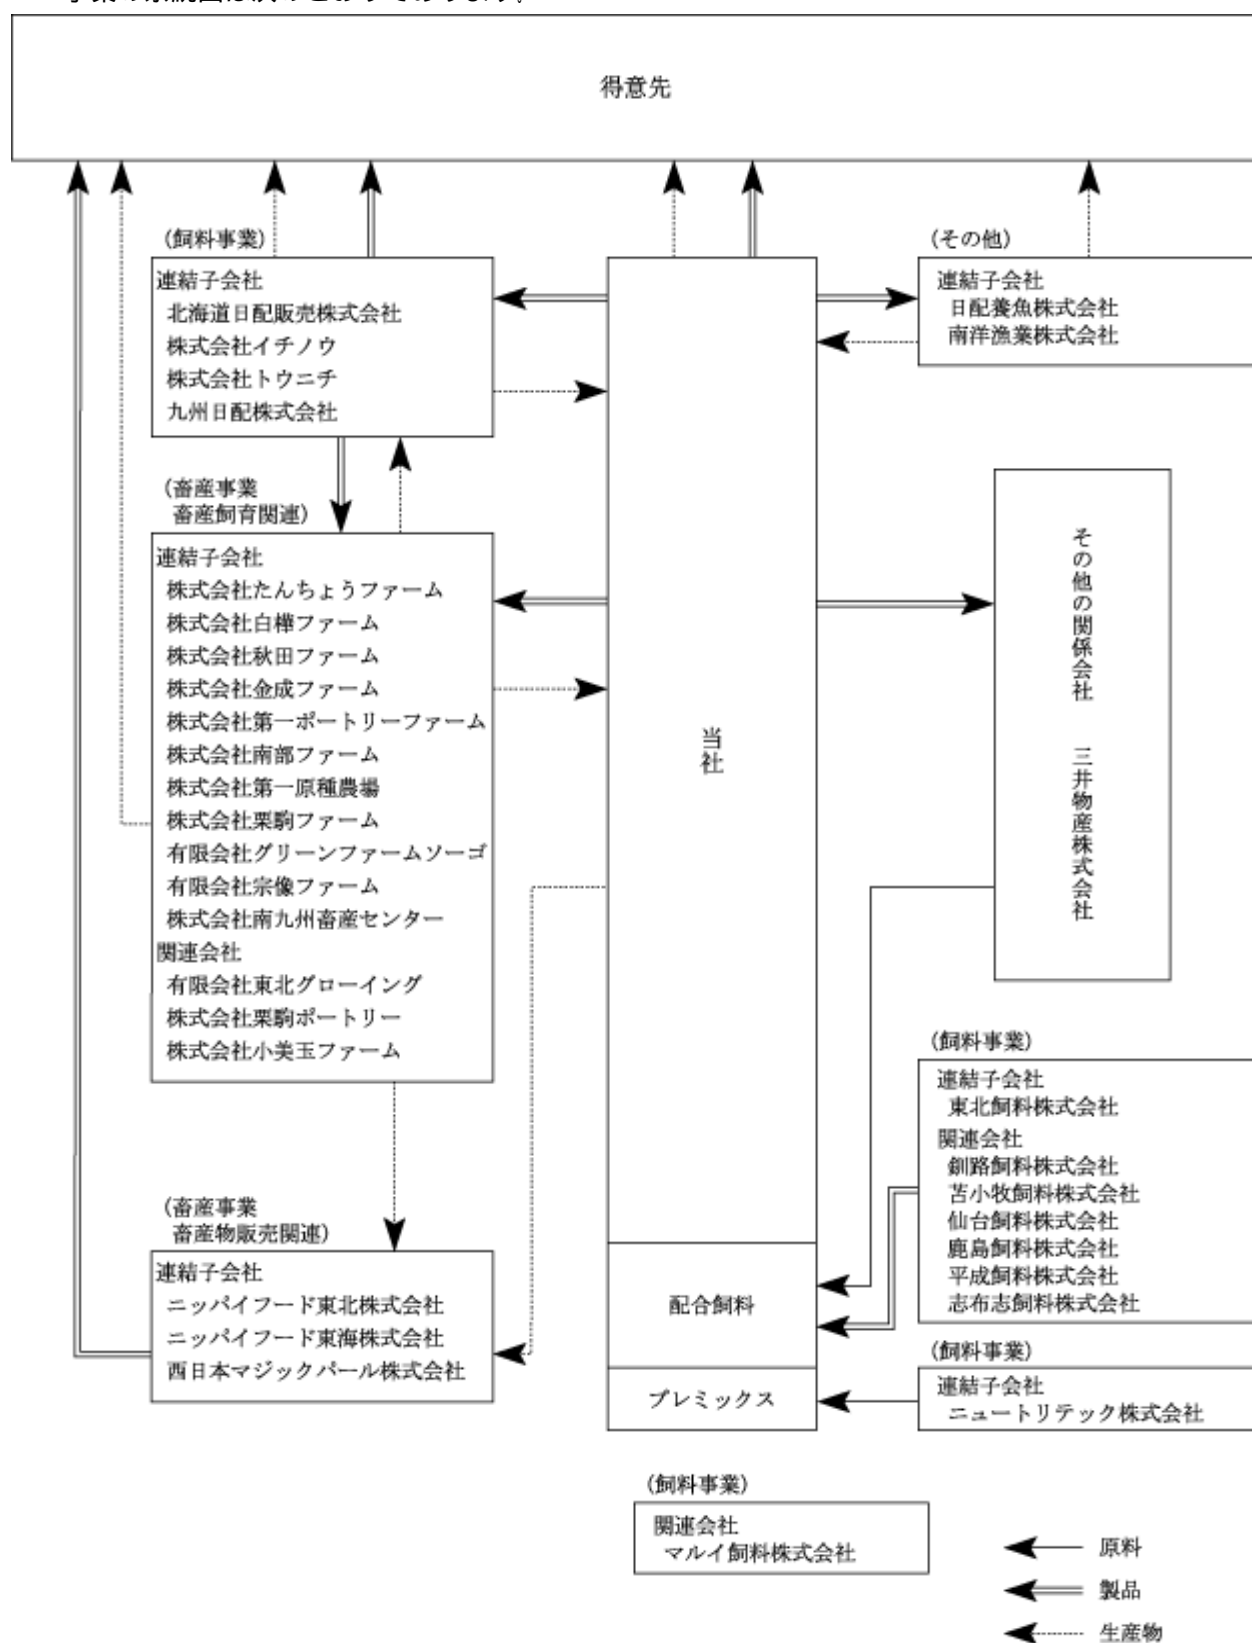 事業の系統図は次のとおりであります。
得意先
(飼料事業)
連結子会社
北海道日配販売株式会社
株式会社イチノウ
株式会社トウニチ
九州日配株式会社
(その他)
連結子会社
日配養魚株式会社
南洋漁業株式会社
(畜産事業
畜産飼育関連)
連結子会社
株式会社たんちょうファーム
株式会社白樺ファーム
株式会社秋田ファーム
株式会社金成ファーム
株式会社第一ポートリーファーム
株式会社南部ファーム
株式会社第一原種農場
株式会社栗駒ファーム
有限会社グリーンファームソーゴ
有限会社宗像ファーム
株式会社南九州畜産センター
関連会社
有限会社東北グローイング
株式会社栗駒ポートリー
株式会社小美玉ファーム
当社
その他の関係会社 三井物産株式会社
(飼料事業)
連結子会社
東北飼料株式会社
関連会社
釧路飼料株式会社
苫小牧飼料株式会社
仙台飼料株式会社
鹿島飼料株式会社
平成飼料株式会社
志布志飼料株式会社
(畜産事業
畜産物販売関連)
連結子会社
ニッパイフード東北株式会社
ニッパイフード東海株式会社
西日本マジックパール株式会社
配合飼料
プレミックス
(飼料事業)
連結子会社
ニュートリテック株式会社
(飼料事業)
関連会社
マルイ飼料株式会社
原料
製品
生産物